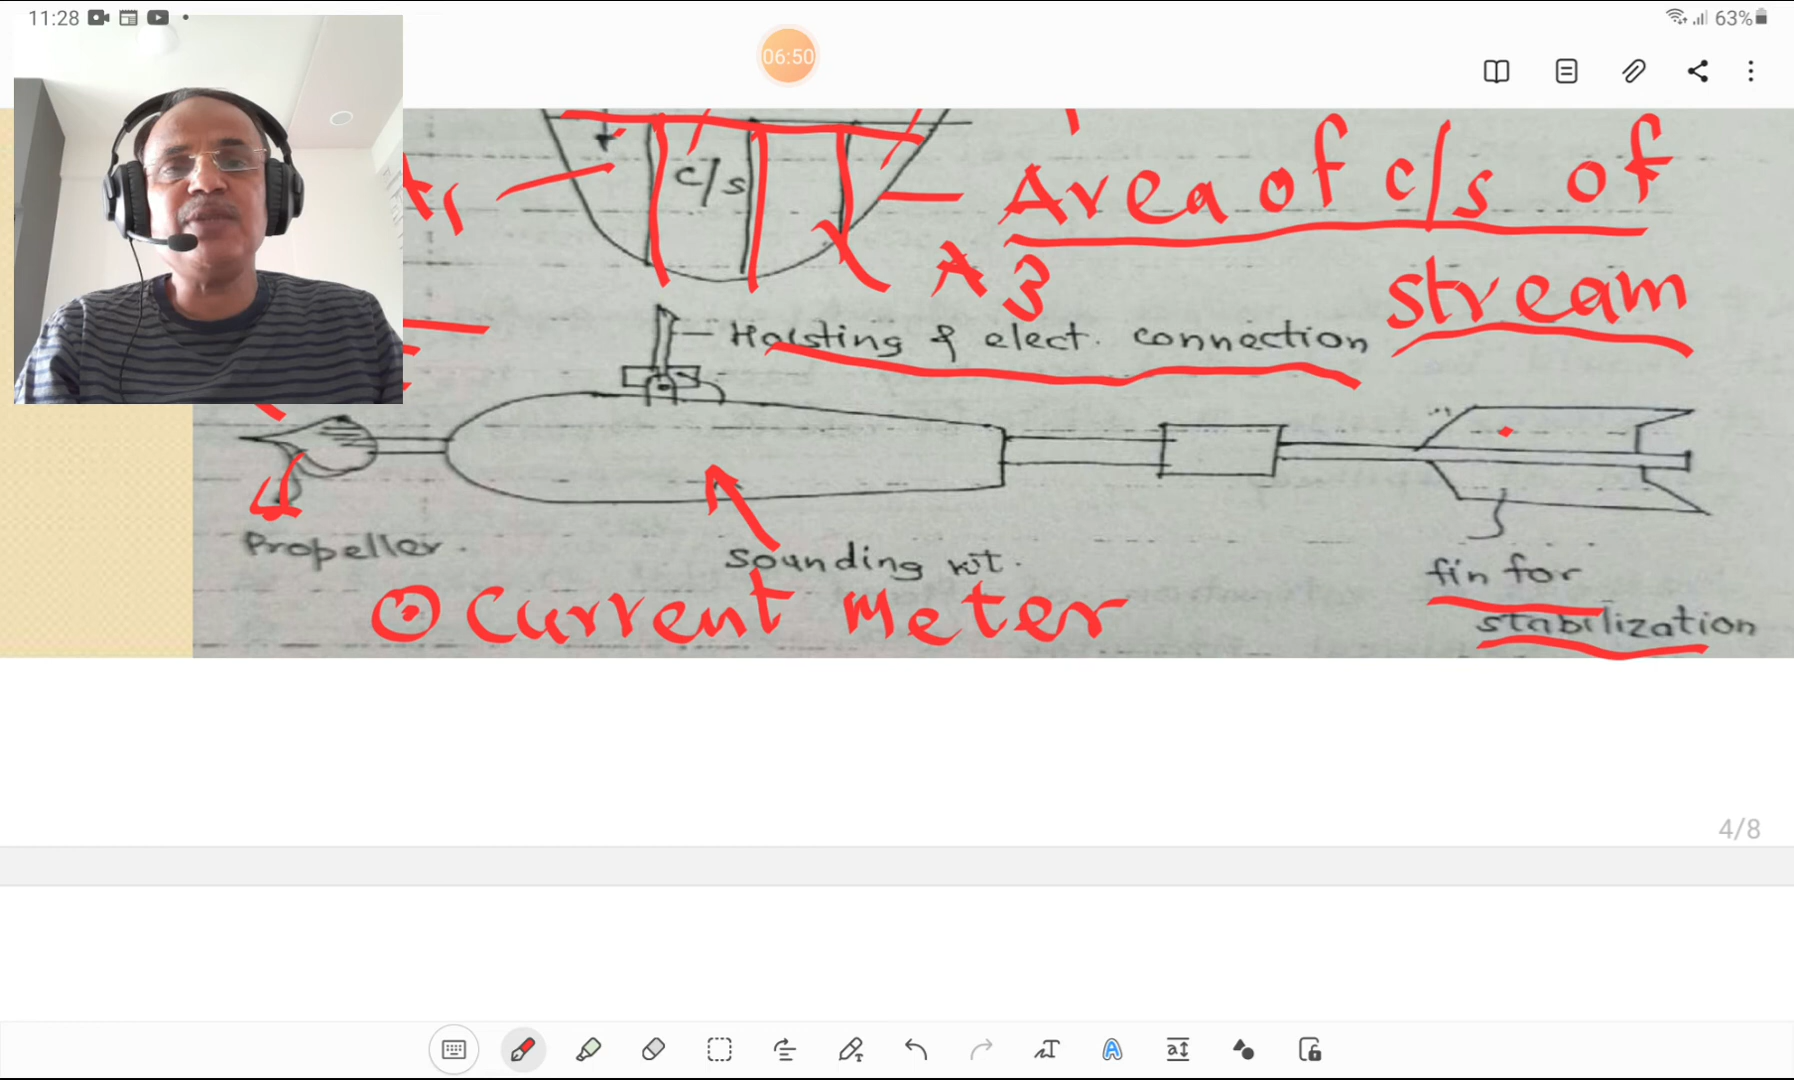 11:28
63%
06:50
c/s
Area of c/s of
A3
stream
Hoisting & elect. connection
Propeller.
Sounding wt.
fin for
stabilization
Current Meter
4/8